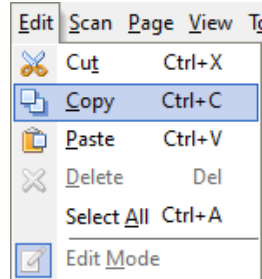 Edit Scan Page View
Cut Ctrl+X
Copy Ctrl+C
Paste Ctrl+V
Delete Del
Select All Ctrl+A
Edit Mode